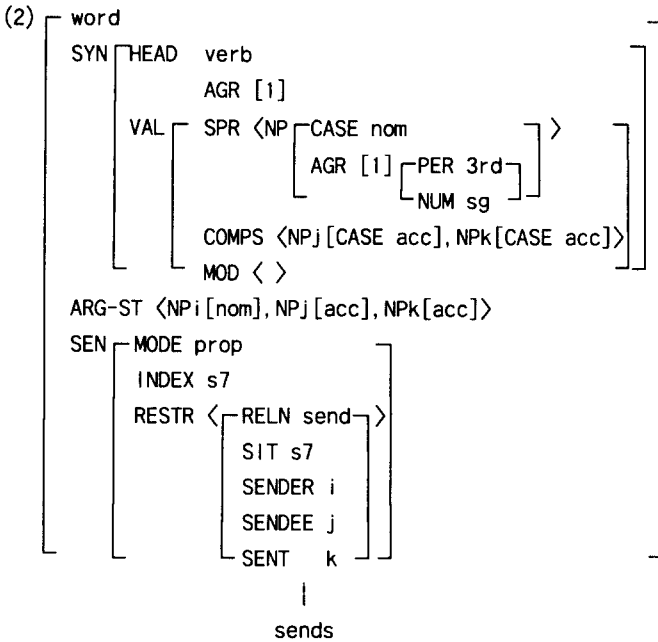 (2) word
SYN HEAD verb
AGR [1]
VAL SPR 〈NP CASE nom 〉
AGR [1] PER 3rd
NUM sg
COMPS 〈NPj[CASE acc], NPk[CASE acc]〉
MOD 〈 〉
ARG-ST 〈NPi[nom], NPj[acc], NPk[acc]〉
SEN MODE prop
INDEX s7
RESTR 〈 RELN send 〉
SIT s7
SENDER i
SENDEE j
SENT k
sends